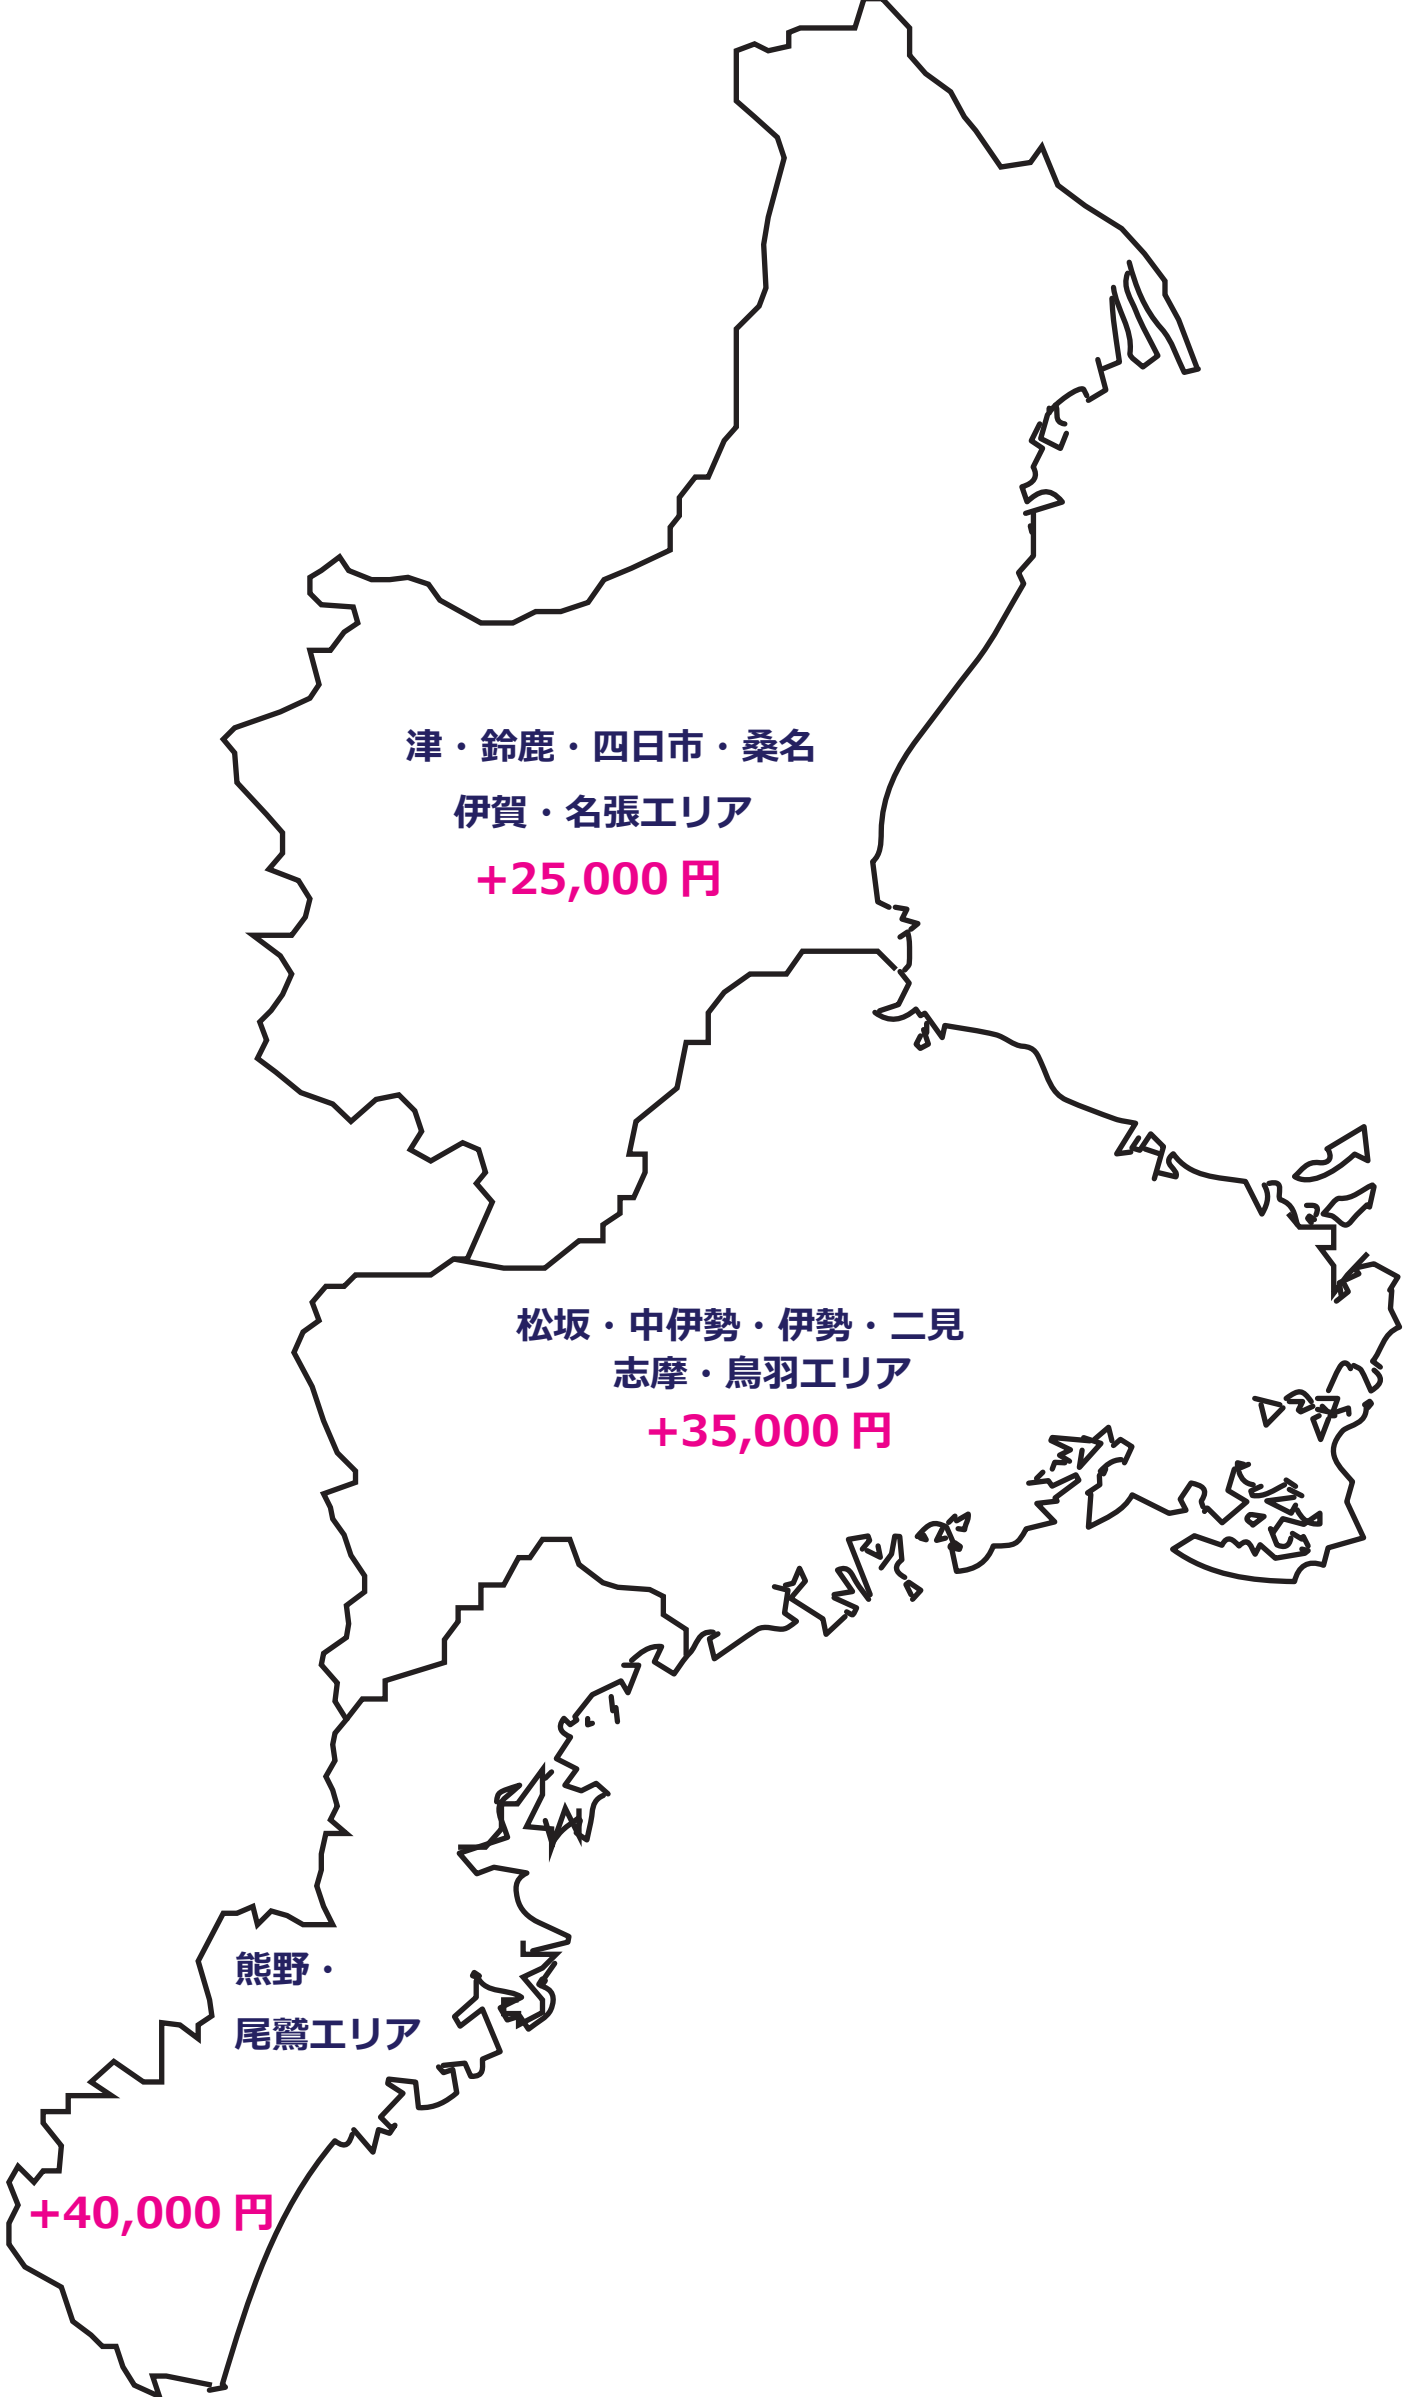 津・鈴鹿・四日市・桑名
伊賀・名張エリア
+25,000 円
松坂・中伊勢・伊勢・二見
志摩・鳥羽エリア
+35,000 円
熊野・
尾鷲エリア
+40,000 円